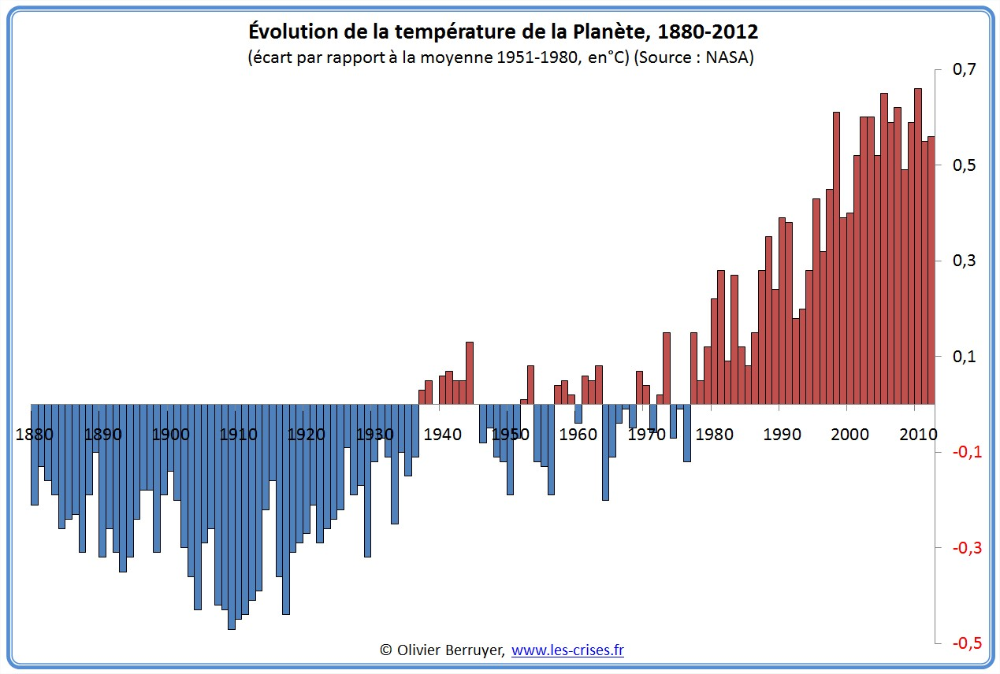 Évolution de la température de la Planète, 1880-2012
(écart par rapport à la moyenne 1951-1980, en°C) (Source : NASA)
0,7
0,5
0,3
0,1
1880 1890 1900 1910 1920 1930 1940 1950 1960 1970 1980 1990 2000 2010
-0,1
-0,3
-0,5
© Olivier Berruyer, www.les-crises.fr